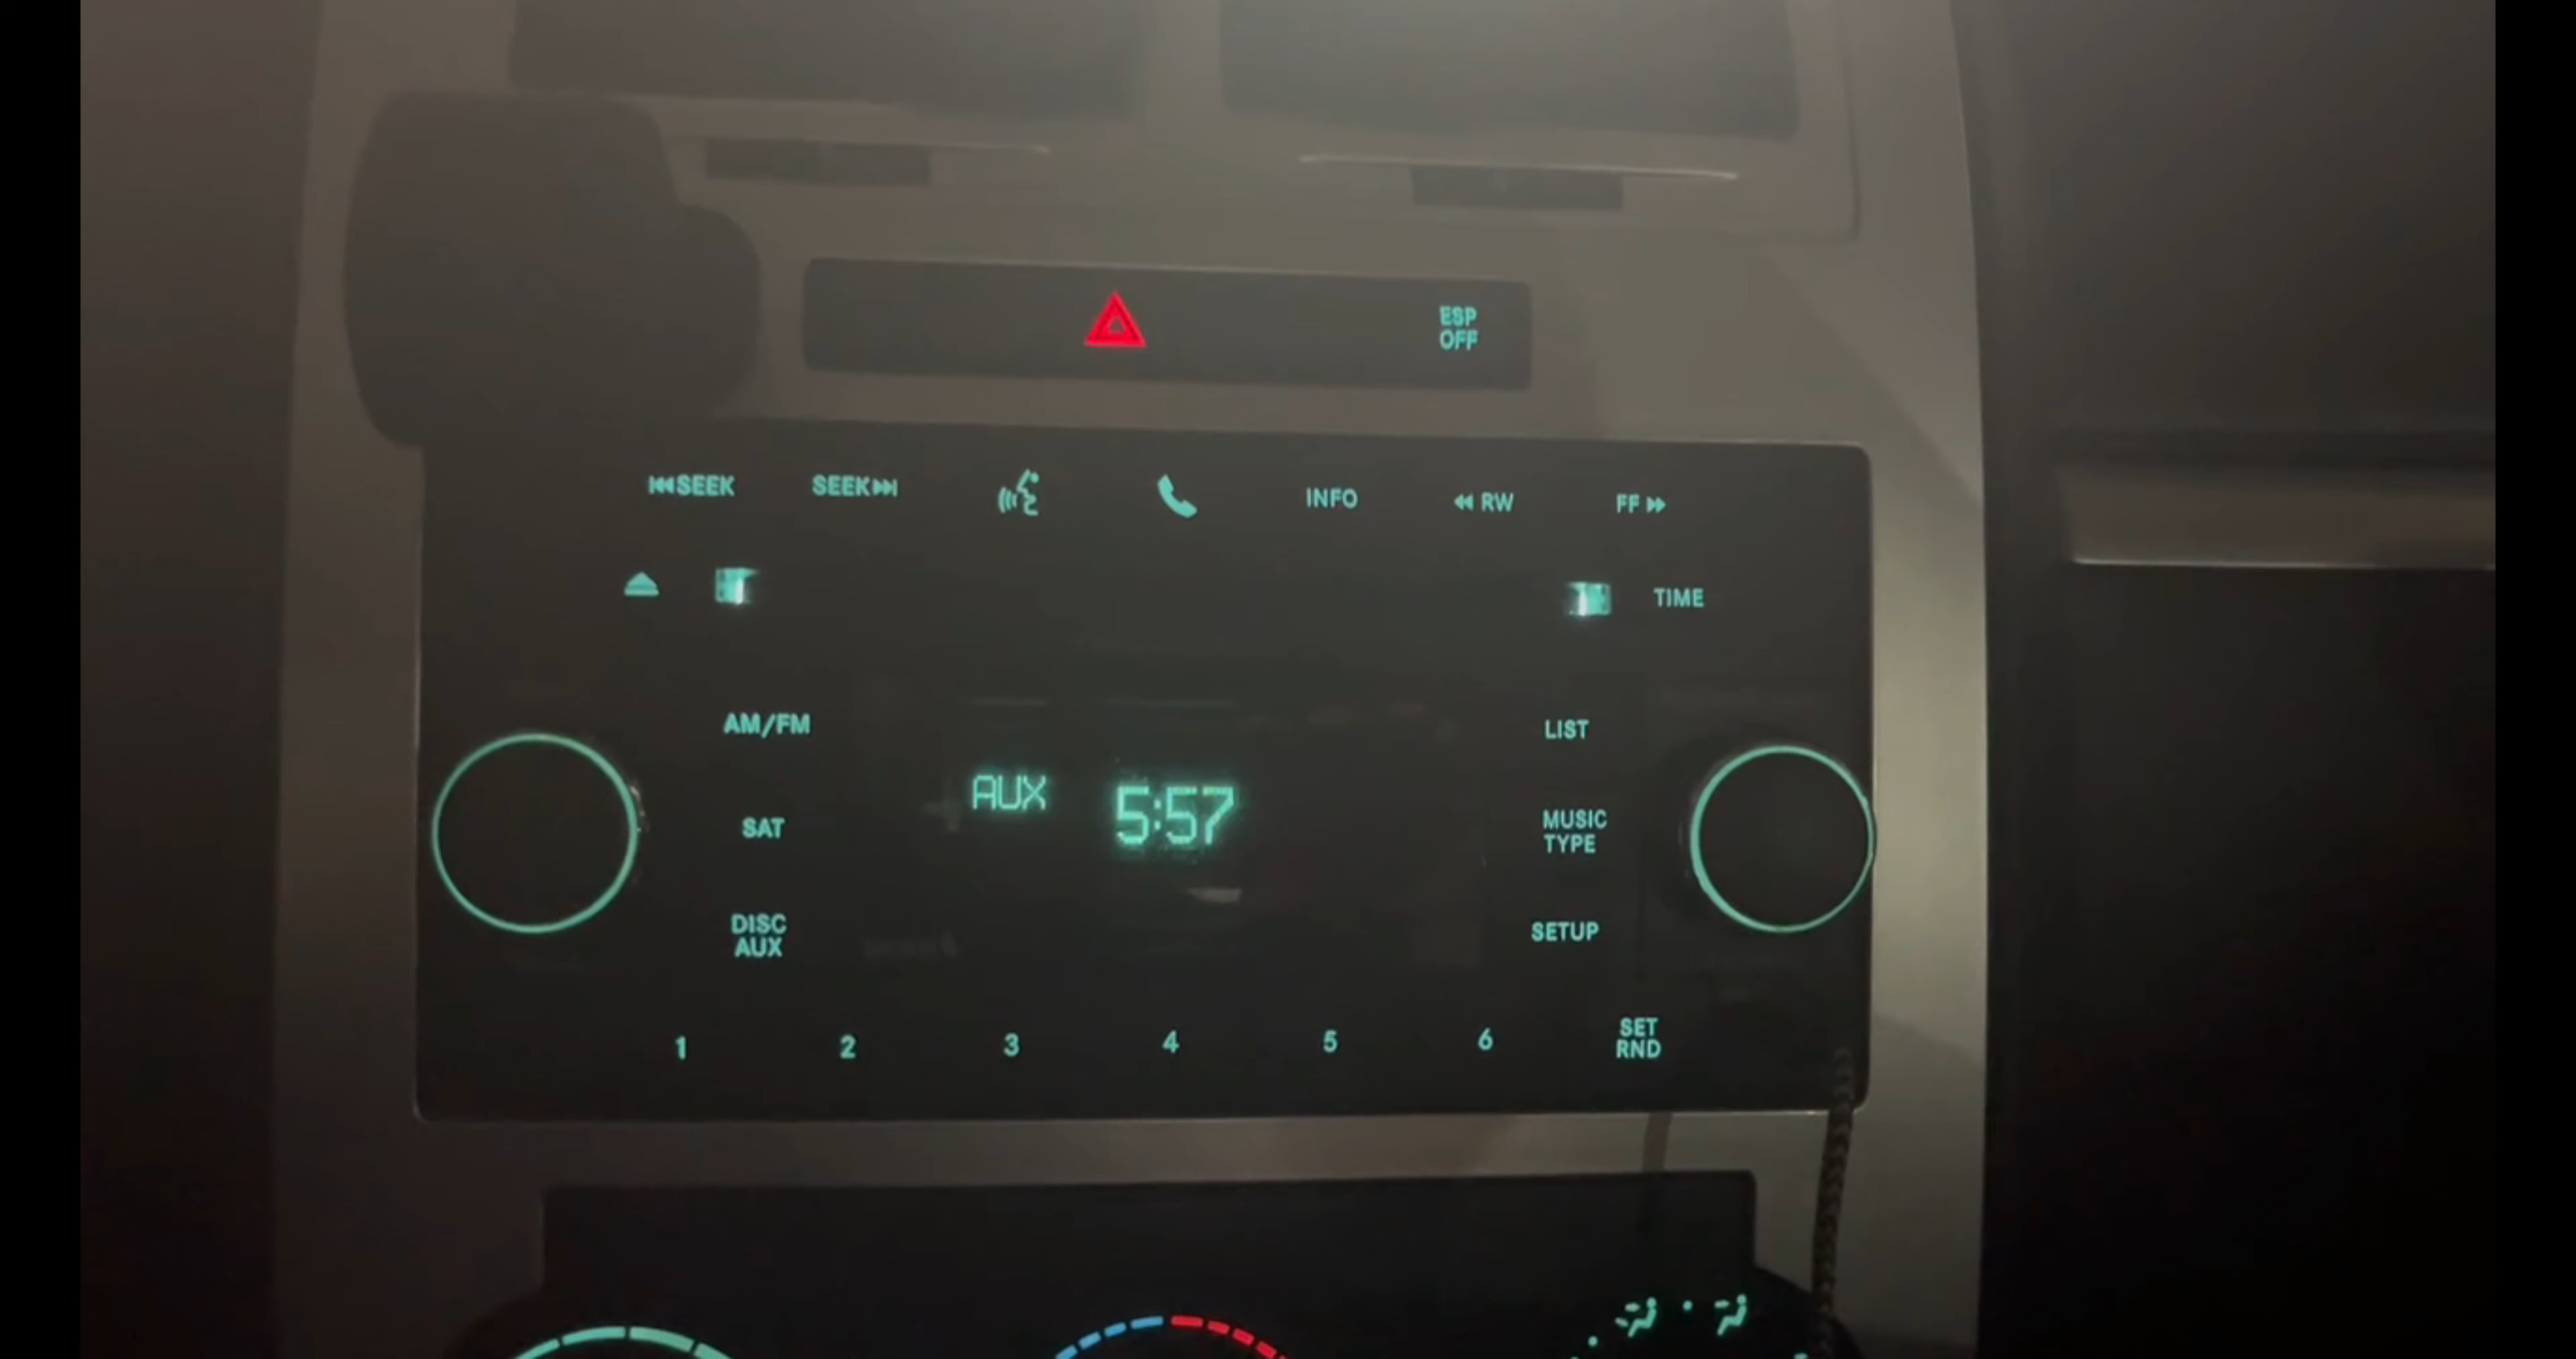 ESP
OFF
SEEK
SEEK
INFO
RW
FF
TIME
AM/FM
LIST
AUX
5:57
SAT
MUSIC
TYPE
DISC
AUX
SETUP
1
2
3
4
5
6
SET
RND